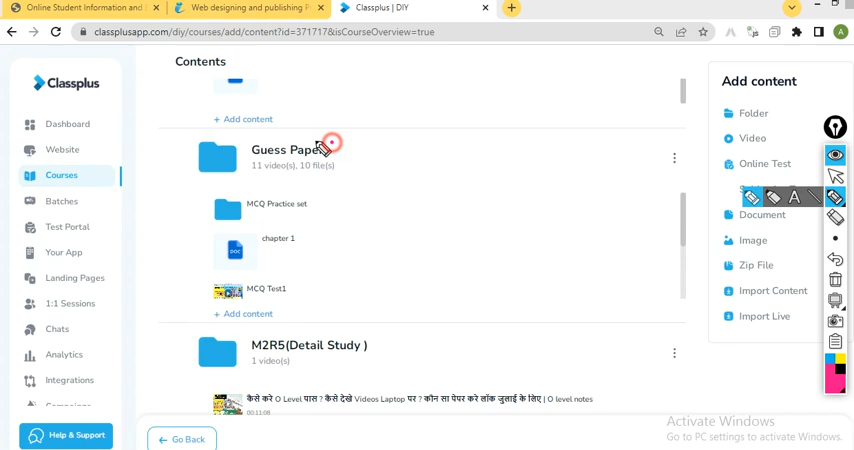 Online Student Information and
Web designing and publishing P
Classplus | DIY
classplusapp.com/diy/courses/add/content?id=371717&isCourseOverview=true
A
Classplus
Dashboard
Website
Courses
Batches
Test Portal
Your App
Landing Pages
1:1 Sessions
Chats
Analytics
Integrations
Help & Support
Contents
+ Add content
Guess Paper
11 video(s), 10 file(s)
MCQ Practice set
DOC
chapter 1
MCQ Test1
+ Add content
M2R5(Detail Study )
1 video(s)
कैसे करे O Level पास ? कैसे देखे Videos Laptop पर ? कौन सा पेपर करे लॉक जुलाई के लिए | O level notes
00:11:08
← Go Back
Add content
Folder
Video
Online Test
Document
Image
Zip File
Import Content
Import Live
A
Activate Windows
Go to PC settings to activate Windows.